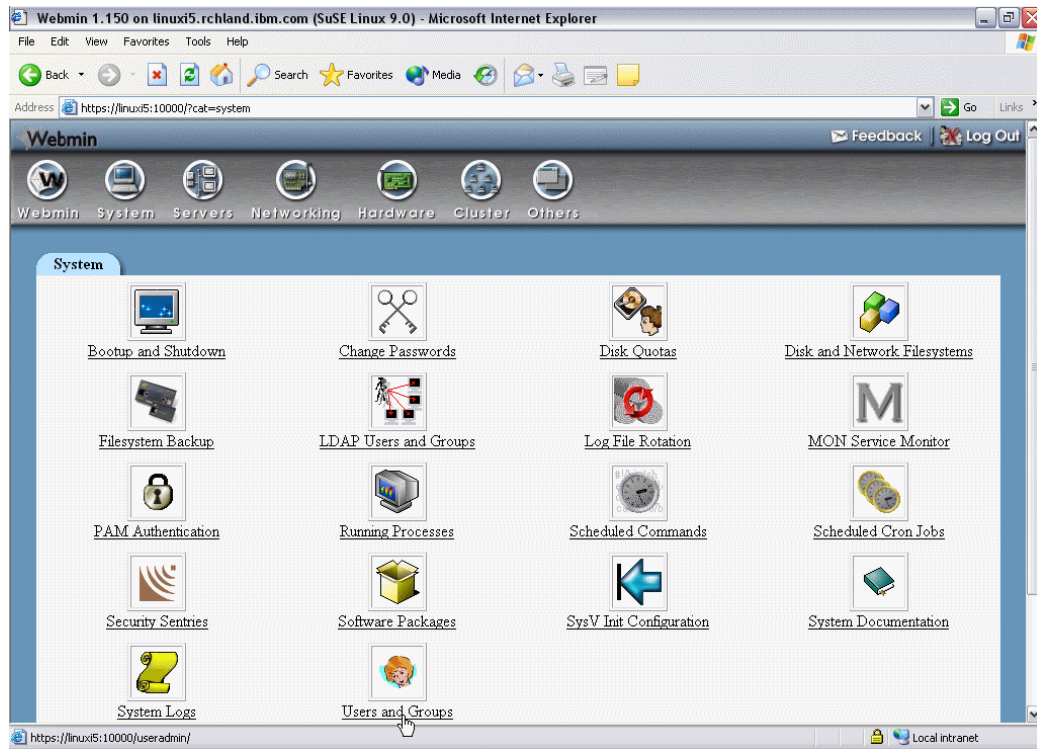 Webmin 1.150 on linuxi5.rchland.ibm.com (SuSE Linux 9.0) - Microsoft Internet Explorer
File Edit View Favorites Tools Help
Back Search Favorites Media
Address https://linuxi5:10000/?cat=system Go Links
Webmin Feedback Log Out
W
Webmin System Servers Networking Hardware Cluster Others
System
Bootup and Shutdown Change Passwords Disk Quotas Disk and Network Filesystems
M
Filesystem Backup LDAP Users and Groups Log File Rotation MON Service Monitor
PAM Authentication Running Processes Scheduled Commands Scheduled Cron Jobs
Security Sentries Software Packages SysV Init Configuration System Documentation
System Logs Users and Groups
https://linuxi5:10000/useradmin/ Local intranet